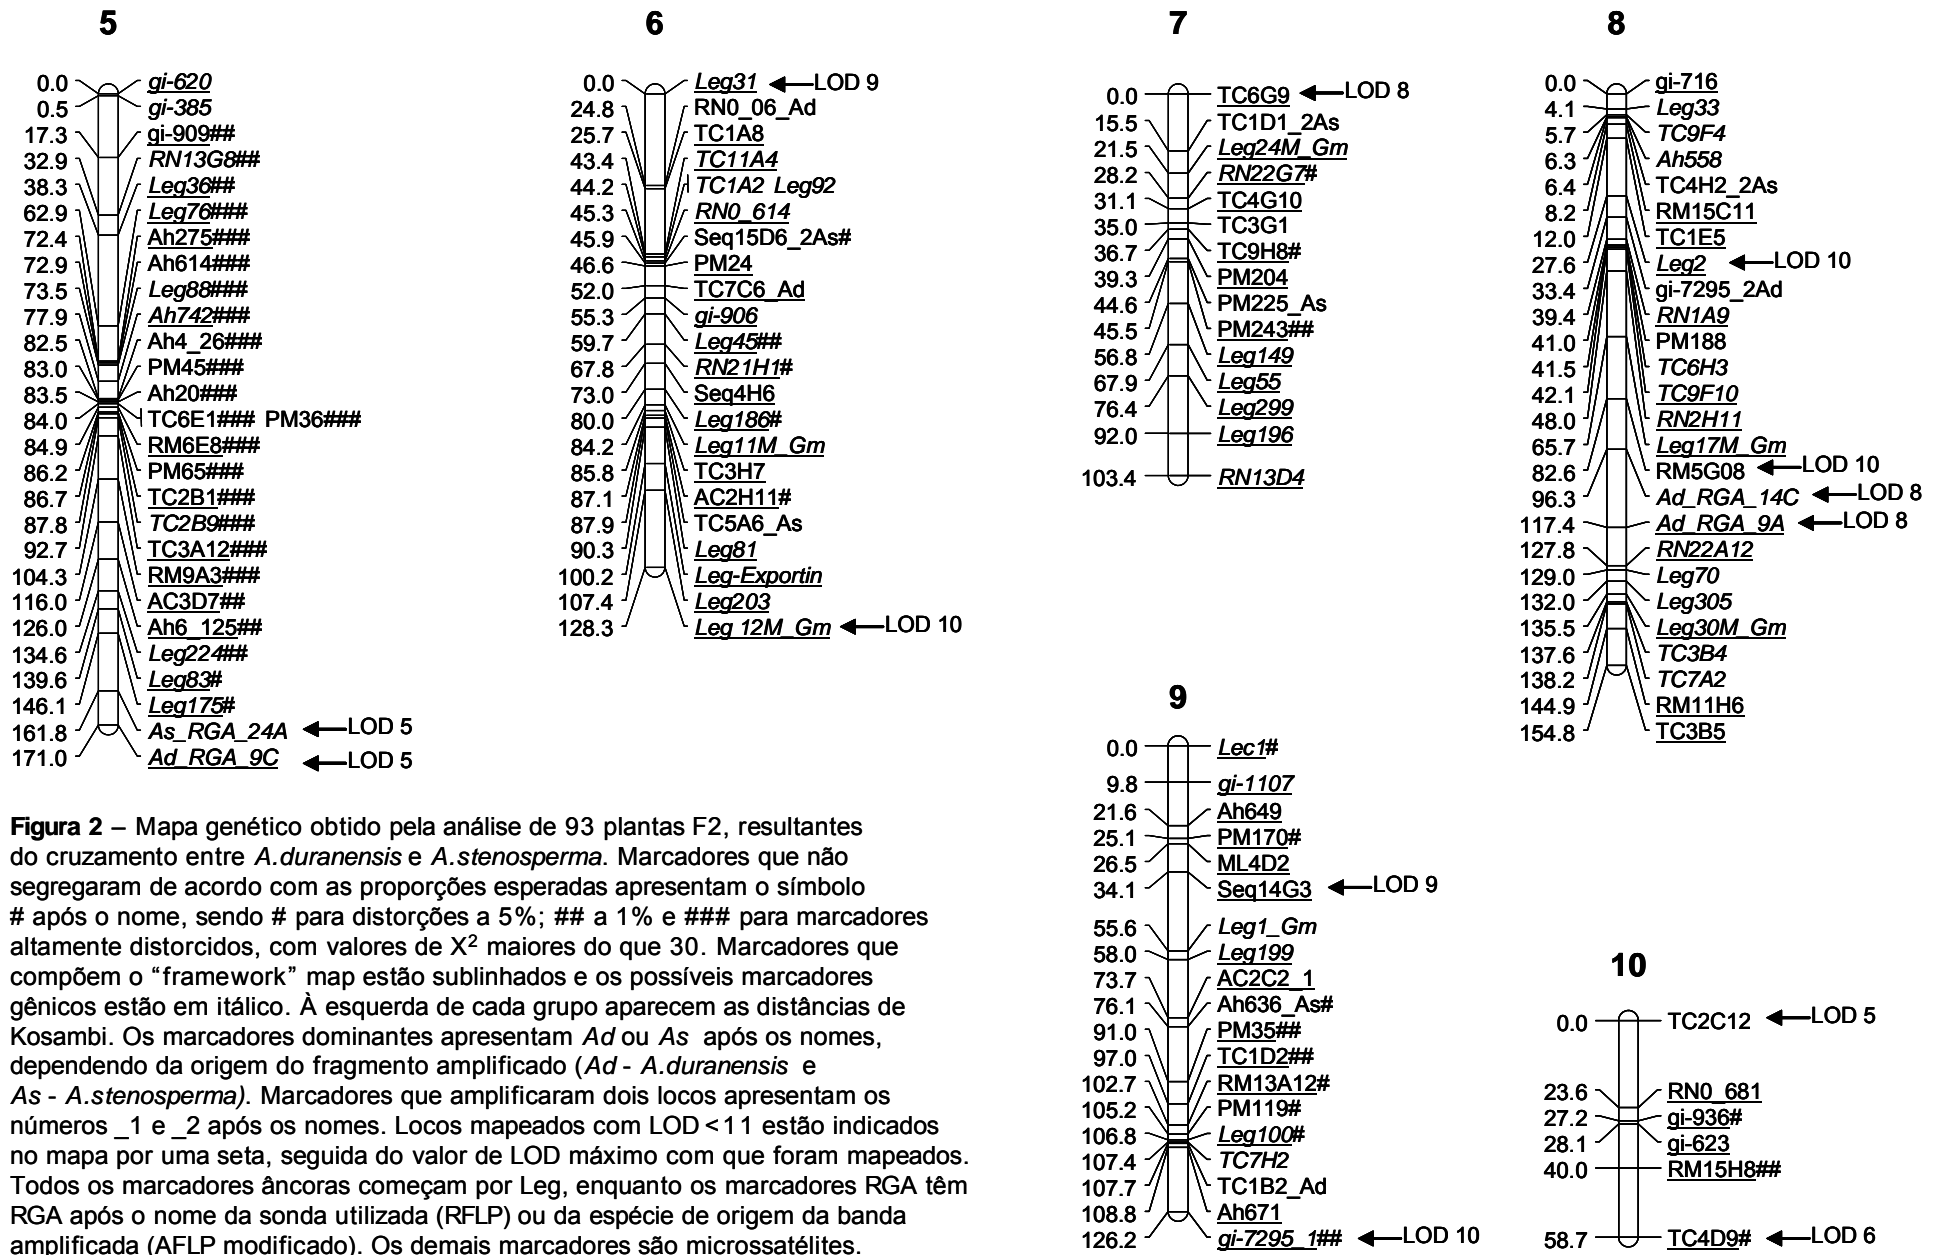 5
0.0 gi-620
0.5 gi-385
17.3 gi-909##
32.9 RN13G8##
38.3 Leg36##
62.9 Leg76###
72.4 Ah275###
72.9 Ah614###
73.5 Leg88###
77.9 Ah742###
82.5 Ah4_26###
83.0 PM45###
83.5 Ah20###
84.0 TC6E1### PM36###
84.9 RM6E8###
86.2 PM65###
86.7 TC2B1###
87.8 TC2B9###
92.7 TC3A12###
104.3 RM9A3###
116.0 AC3D7##
126.0 Ah6_125##
134.6 Leg224##
139.6 Leg83#
146.1 Leg175#
161.8 As_RGA_24A LOD 5
171.0 Ad_RGA_9C LOD 5
6
0.0 Leg31 LOD 9
24.8 RN0_06_Ad
25.7 TC1A8
43.4 TC11A4
44.2 TC1A2 Leg92
45.3 RN0_614
45.9 Seq15D6_2As#
46.6 PM24
52.0 TC7C6_Ad
55.3 gi-906
59.7 Leg45##
67.8 RN21H1#
73.0 Seq4H6
80.0 Leg186#
84.2 Leg11M_Gm
85.8 TC3H7
87.1 AC2H11#
87.9 TC5A6_As
90.3 Leg81
100.2 Leg-Exportin
107.4 Leg203
128.3 Leg 12M_Gm LOD 10
7
0.0 TC6G9 LOD 8
15.5 TC1D1_2As
21.5 Leg24M_Gm
28.2 RN22G7#
31.1 TC4G10
35.0 TC3G1
36.7 TC9H8#
39.3 PM204
44.6 PM225_As
45.5 PM243##
56.8 Leg149
67.9 Leg55
76.4 Leg299
92.0 Leg196
103.4 RN13D4
8
0.0 gi-716
4.1 Leg33
5.7 TC9F4
6.3 Ah558
6.4 TC4H2_2As
8.2 RM15C11
12.0 TC1E5
27.6 Leg2 LOD 10
33.4 gi-7295_2Ad
39.4 RN1A9
41.0 PM188
41.5 TC6H3
42.1 TC9F10
48.0 RN2H11
65.7 Leg17M_Gm
82.6 RM5G08 LOD 10
96.3 Ad_RGA_14C LOD 8
117.4 Ad_RGA_9A LOD 8
127.8 RN22A12
129.0 Leg70
132.0 Leg305
135.5 Leg30M_Gm
137.6 TC3B4
138.2 TC7A2
144.9 RM11H6
154.8 TC3B5
9
0.0 Lec1#
9.8 gi-1107
21.6 Ah649
25.1 PM170#
26.5 ML4D2
34.1 Seq14G3 LOD 9
55.6 Leg1_Gm
58.0 Leg199
73.7 AC2C2_1
76.1 Ah636_As#
91.0 PM35##
97.0 TC1D2##
102.7 RM13A12#
105.2 PM119#
106.8 Leg100#
107.4 TC7H2
107.7 TC1B2_Ad
108.8 Ah671
126.2 gi-7295_1## LOD 10
10
0.0 TC2C12 LOD 5
23.6 RN0_681
27.2 gi-936#
28.1 gi-623
40.0 RM15H8##
58.7 TC4D9# LOD 6
Figura 2 – Mapa genético obtido pela análise de 93 plantas F2, resultantes
do cruzamento entre A.duranensis e A.stenosperma. Marcadores que não
segregaram de acordo com as proporções esperadas apresentam o símbolo
# após o nome, sendo # para distorções a 5%; ## a 1% e ### para marcadores
altamente distorcidos, com valores de X² maiores do que 30. Marcadores que
compõem o “framework” map estão sublinhados e os possíveis marcadores
gênicos estão em itálico. À esquerda de cada grupo aparecem as distâncias de
Kosambi. Os marcadores dominantes apresentam Ad ou As após os nomes,
dependendo da origem do fragmento amplificado (Ad - A.duranensis e
As - A.stenosperma). Marcadores que amplificaram dois locos apresentam os
números _1 e _2 após os nomes. Locos mapeados com LOD <11 estão indicados
no mapa por uma seta, seguida do valor de LOD máximo com que foram mapeados.
Todos os marcadores âncoras começam por Leg, enquanto os marcadores RGA têm
RGA após o nome da sonda utilizada (RFLP) ou da espécie de origem da banda
amplificada (AFLP modificado). Os demais marcadores são microssatélites.